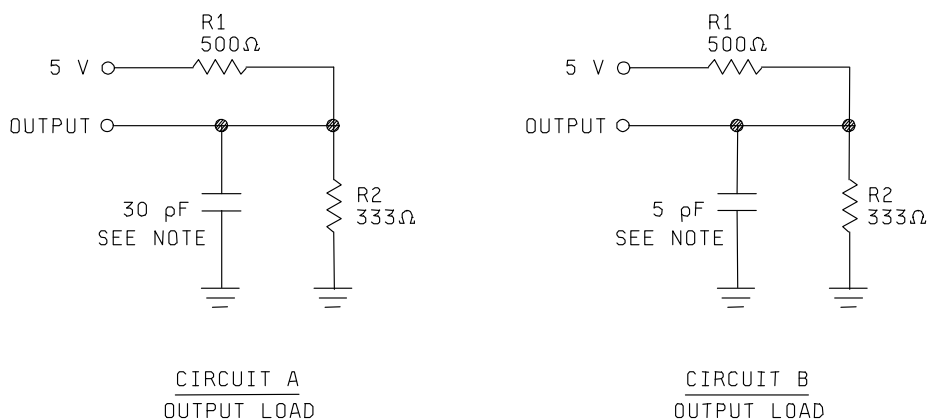 R1
500Ω
5 V
OUTPUT
30 pF
SEE NOTE
R2
333Ω
CIRCUIT A
OUTPUT LOAD
R1
500Ω
5 V
OUTPUT
5 pF
SEE NOTE
R2
333Ω
CIRCUIT B
OUTPUT LOAD